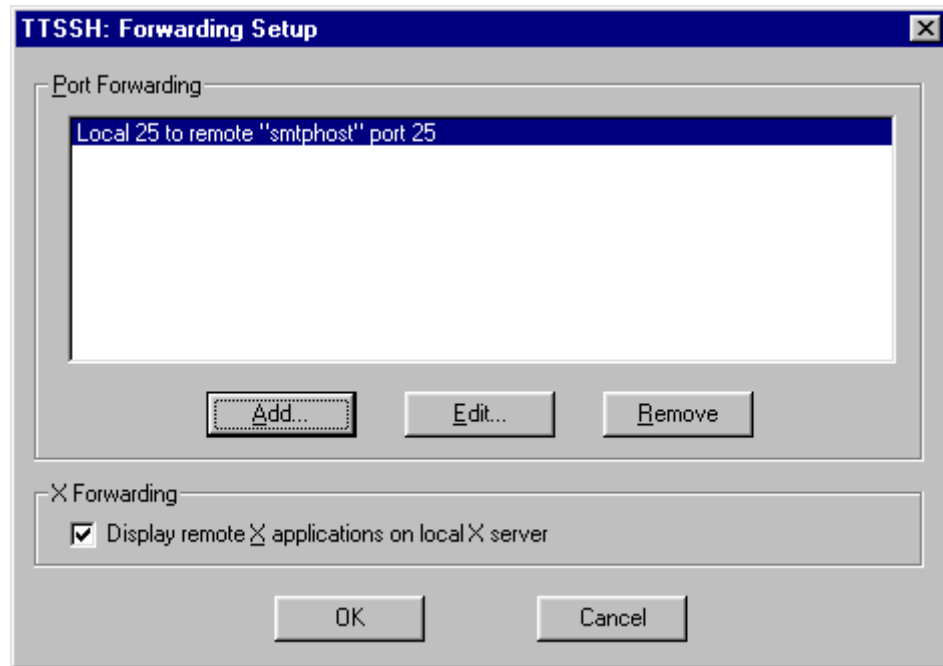 TTSSH: Forwarding Setup
Port Forwarding
Local 25 to remote "smtphost" port 25
Add... Edit... Remove
X Forwarding
Display remote X applications on local X server
OK Cancel